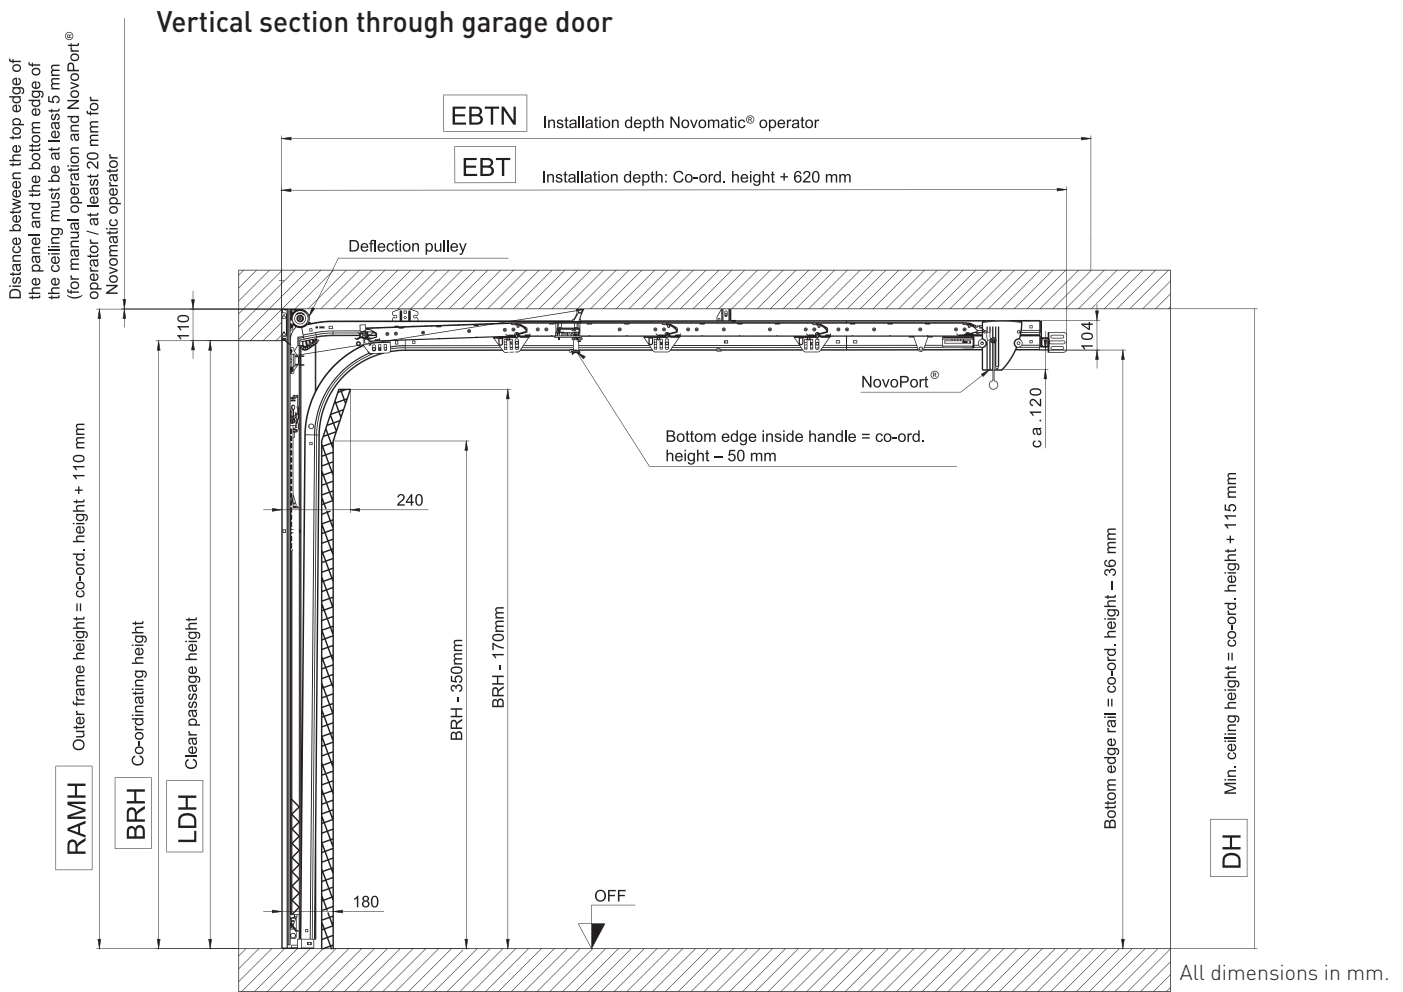 Vertical section through garage door
Distance between the top edge of
the panel and the bottom edge of
the ceiling must be at least 5 mm
(for manual operation and NovoPort®
operator / at least 20 mm for
Novomatic operator
EBTN
Installation depth Novomatic® operator
EBT
Installation depth: Co-ord. height + 620 mm
Deflection pulley
110
104
NovoPort®
ca.120
Bottom edge inside handle = co-ord.
height – 50 mm
240
RAMH
Outer frame height = co-ord. height + 110 mm
BRH
Co-ordinating height
LDH
Clear passage height
BRH - 350mm
BRH - 170mm
Bottom edge rail = co-ord. height – 36 mm
DH
Min. ceiling height = co-ord. height + 115 mm
180
OFF
All dimensions in mm.